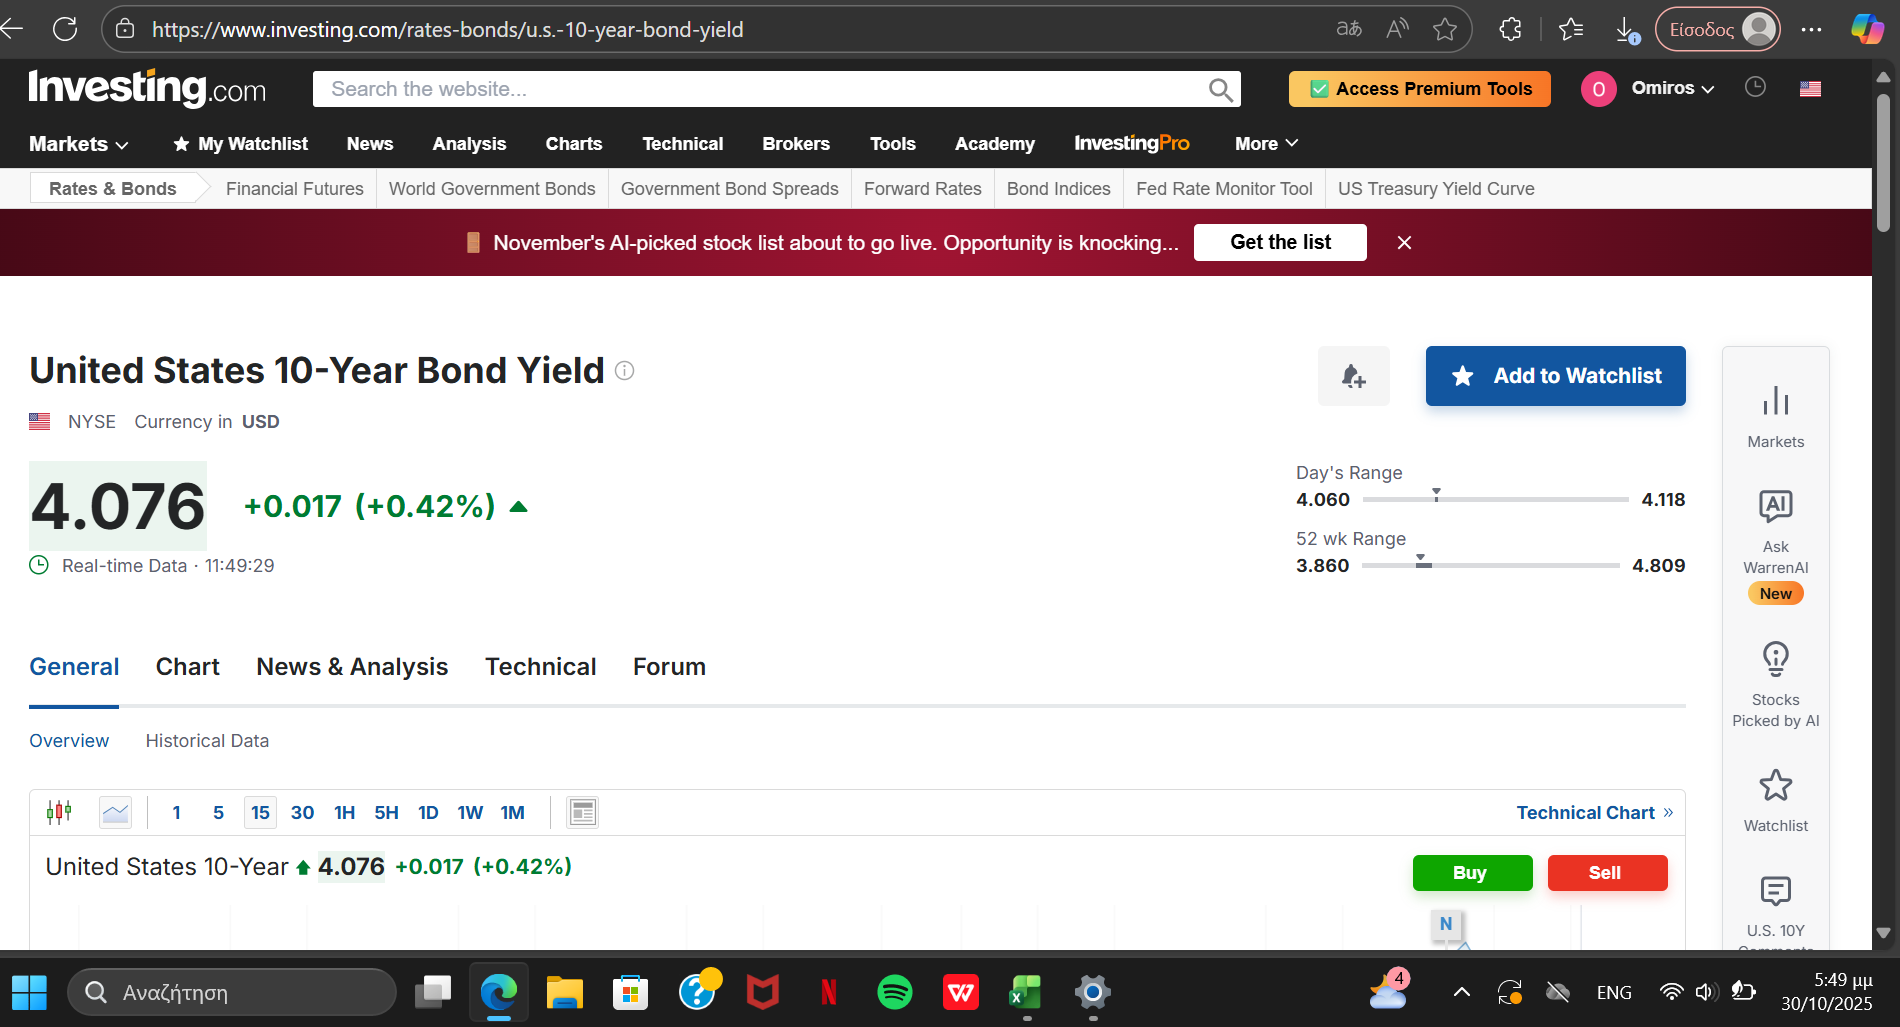 https://www.investing.com/rates-bonds/u.s.-10-year-bond-yield
aあ
Είσοδος
Investing.com
Search the website...
Access Premium Tools
O
Omiros
Markets
My Watchlist
News
Analysis
Charts
Technical
Brokers
Tools
Academy
InvestingPro
More
Rates & Bonds
Financial Futures
World Government Bonds
Government Bond Spreads
Forward Rates
Bond Indices
Fed Rate Monitor Tool
US Treasury Yield Curve
November's AI-picked stock list about to go live. Opportunity is knocking...
Get the list
United States 10-Year Bond Yield
Add to Watchlist
NYSE
Currency in USD
4.076
+0.017 (+0.42%)
Real-time Data · 11:49:29
Day's Range
4.060
4.118
52 wk Range
3.860
4.809
Markets
AI
Ask
WarrenAI
New
Stocks
Picked by AI
Watchlist
U.S. 10Y
Comments
General
Chart
News & Analysis
Technical
Forum
Overview
Historical Data
1
5
15
30
1H
5H
1D
1W
1M
Technical Chart »
United States 10-Year 4.076 +0.017 (+0.42%)
Buy
Sell
N
Αναζήτηση
4
ENG
5:49 μμ
30/10/2025